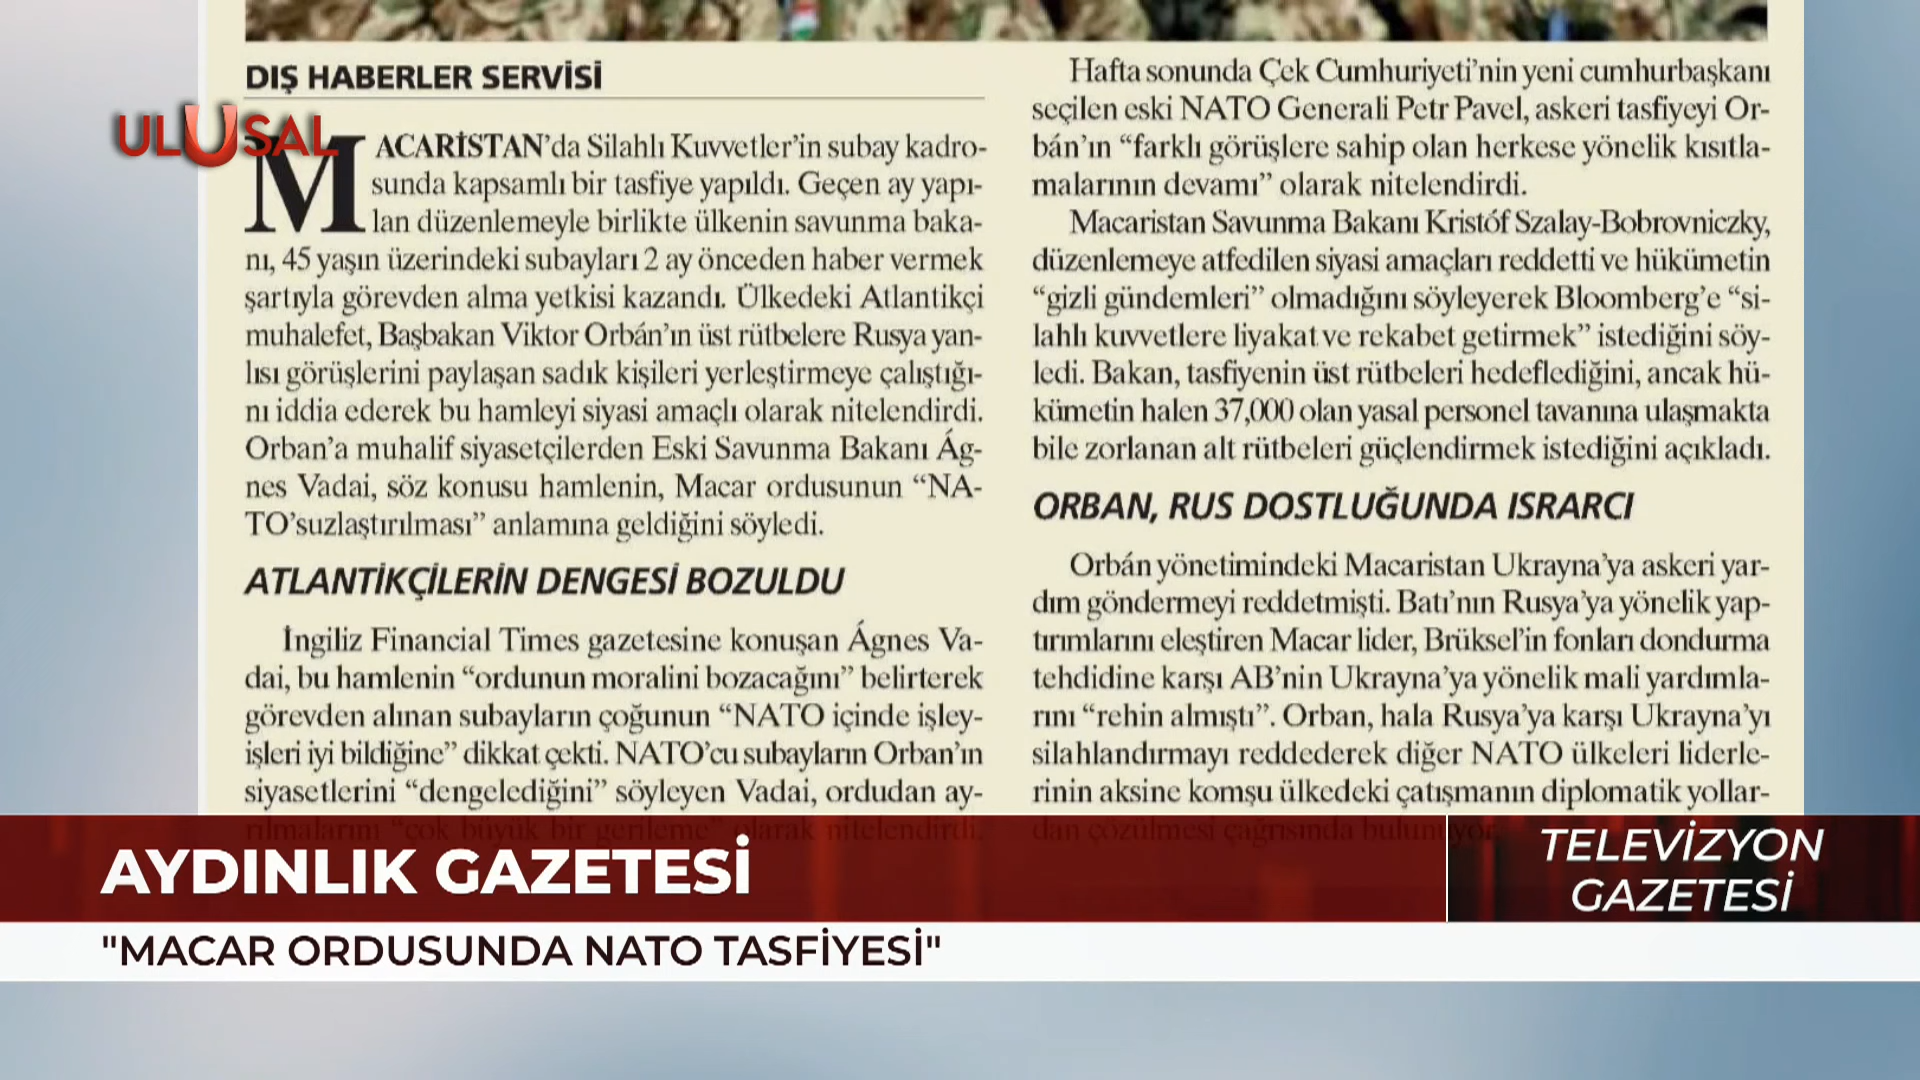 DIŞ HABERLER SERVİSİ
ULUSAL
MACARİSTAN’da Silahlı Kuvvetler’in subay kadro-
sunda kapsamlı bir tasfiye yapıldı. Geçen ay yapı-
lan düzenlemeyle birlikte ülkenin savunma baka-
nı, 45 yaşın üzerindeki subayları 2 ay önceden haber vermek
şartıyla görevden alma yetkisi kazandı. Ülkedeki Atlantikçi
muhalefet, Başbakan Viktor Orbán’ın üst rütbelere Rusya yan-
lısı görüşlerini paylaşan sadık kişileri yerleştirmeye çalıştığı-
nı iddia ederek bu hamleyi siyasi amaçlı olarak nitelendirdi.
Orban’a muhalif siyasetçilerden Eski Savunma Bakanı Ág-
nes Vadai, söz konusu hamlenin, Macar ordusunun “NA-
TO’suzlaştırılması” anlamına geldiğini söyledi.
ATLANTİKÇİLERİN DENGESİ BOZULDU
İngiliz Financial Times gazetesine konuşan Ágnes Va-
dai, bu hamlenin “ordunun moralini bozacağını” belirterek
görevden alınan subayların çoğunun “NATO içinde işley-
işleri iyi bildiğine” dikkat çekti. NATO’cu subayların Orban’ın
siyasetlerini “dengelediğini” söyleyen Vadai, ordudan ay-
rılmalarını “çok büyük bir gerileme” olarak nitelendirdi.
Hafta sonunda Çek Cumhuriyeti’nin yeni cumhurbaşkanı
seçilen eski NATO Generali Petr Pavel, askeri tasfiyeyi Or-
bán’ın “farklı görüşlere sahip olan herkese yönelik kısıtla-
malarının devamı” olarak nitelendirdi.
Macaristan Savunma Bakanı Kristóf Szalay-Bobrovniczky,
düzenlemeye atfedilen siyasi amaçları reddetti ve hükümetin
“gizli gündemleri” olmadığını söyleyerek Bloomberg’e “si-
lahlı kuvvetlere liyakat ve rekabet getirmek” istediğini söy-
ledi. Bakan, tasfiyenin üst rütbeleri hedeflediğini, ancak hü-
kümetin halen 37,000 olan yasal personel tavanına ulaşmakta
bile zorlanan alt rütbeleri güçlendirmek istediğini açıkladı.
ORBAN, RUS DOSTLUĞUNDA ISRARCI
Orbán yönetimindeki Macaristan Ukrayna’ya askeri yar-
dım göndermeyi reddetmişti. Batı’nın Rusya’ya yönelik yap-
tırımlarını eleştiren Macar lider, Brüksel’in fonları dondurma
tehdidine karşı AB’nin Ukrayna’ya yönelik mali yardımla-
rını “rehin almıştı”. Orban, hala Rusya’ya karşı Ukrayna’yı
silahlandırmayı reddederek diğer NATO ülkeleri liderle-
rinin aksine komşu ülkedeki çatışmanın diplomatik yollar-
dan çözülmesi çağrısında bulunuyor.
AYDINLIK GAZETESİ
TELEVİZYON
GAZETESİ
"MACAR ORDUSUNDA NATO TASFİYESİ"